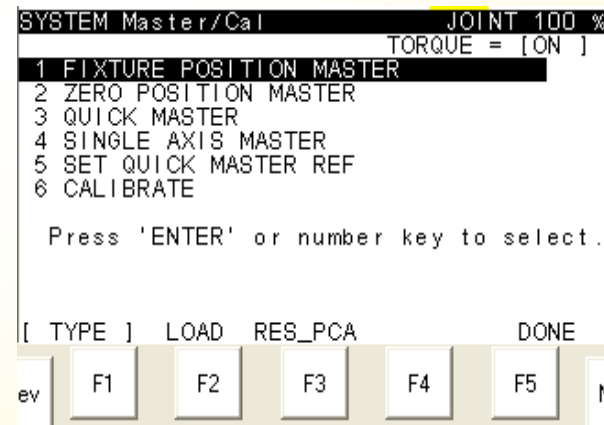 SYSTEM Master/Cal JOINT 100 %
TORQUE = [ON ]
1 FIXTURE POSITION MASTER
2 ZERO POSITION MASTER
3 QUICK MASTER
4 SINGLE AXIS MASTER
5 SET QUICK MASTER REF
6 CALIBRATE
Press 'ENTER' or number key to select.
[ TYPE ] LOAD RES_PCA DONE
ev F1 F2 F3 F4 F5